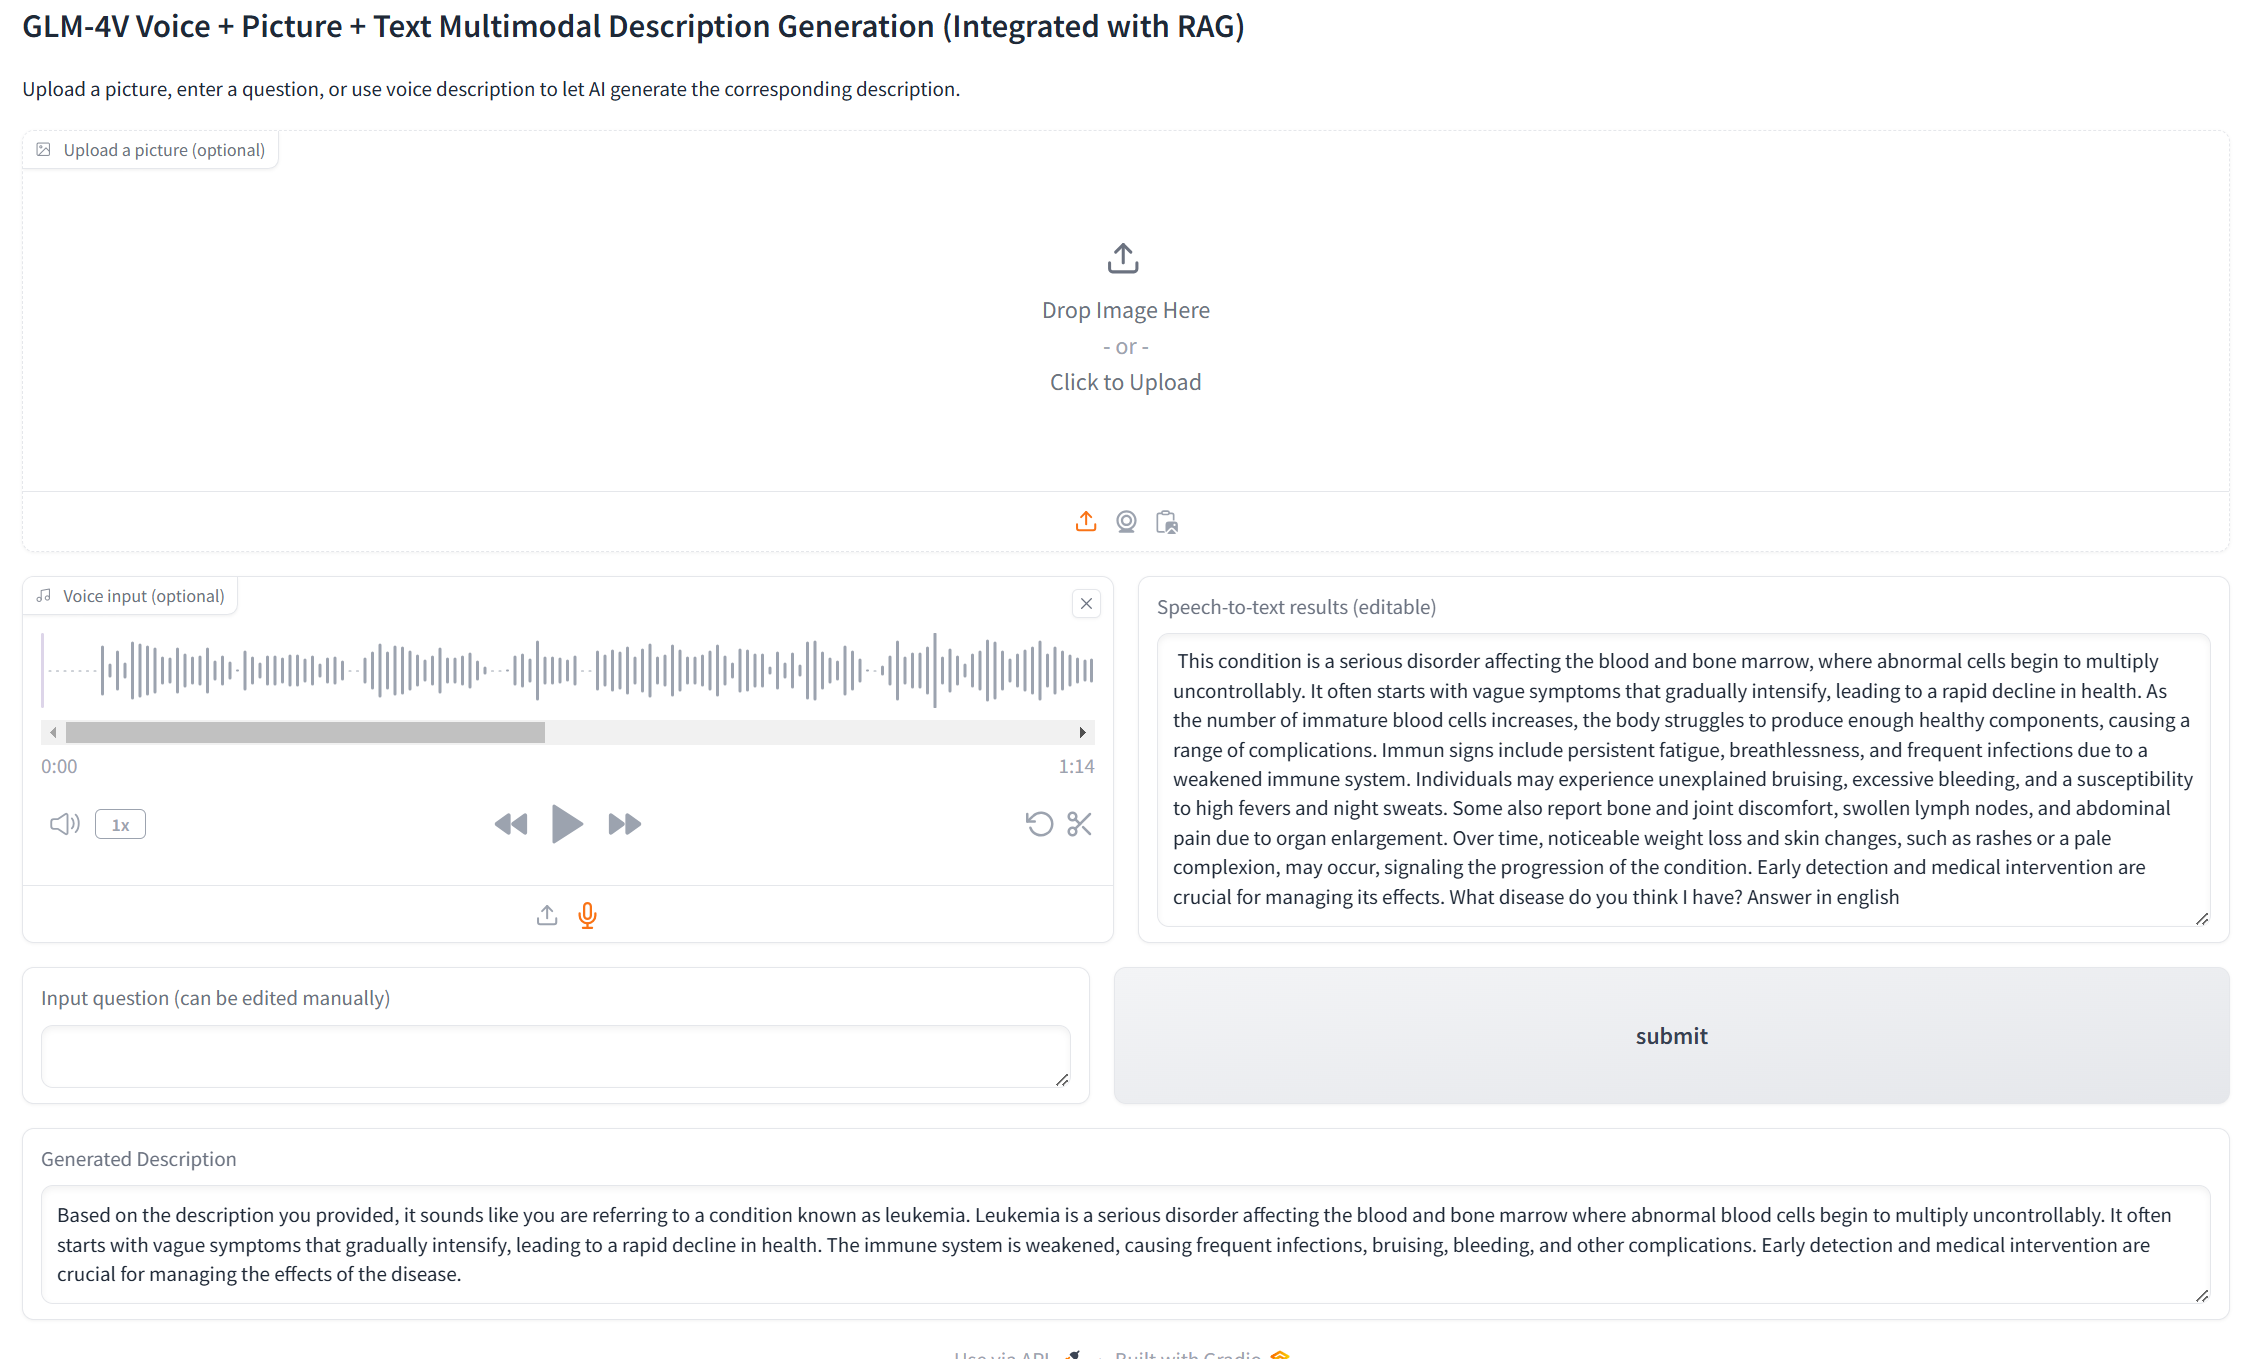 GLM-4V Voice + Picture + Text Multimodal Description Generation (Integrated with RAG)
Upload a picture, enter a question, or use voice description to let AI generate the corresponding description.
Upload a picture (optional)
Drop Image Here
- or -
Click to Upload
Voice input (optional)
0:00
1:14
1x
Speech-to-text results (editable)
This condition is a serious disorder affecting the blood and bone marrow, where abnormal cells begin to multiply
uncontrollably. It often starts with vague symptoms that gradually intensify, leading to a rapid decline in health. As
the number of immature blood cells increases, the body struggles to produce enough healthy components, causing a
range of complications. Immun signs include persistent fatigue, breathlessness, and frequent infections due to a
weakened immune system. Individuals may experience unexplained bruising, excessive bleeding, and a susceptibility
to high fevers and night sweats. Some also report bone and joint discomfort, swollen lymph nodes, and abdominal
pain due to organ enlargement. Over time, noticeable weight loss and skin changes, such as rashes or a pale
complexion, may occur, signaling the progression of the condition. Early detection and medical intervention are
crucial for managing its effects. What disease do you think I have? Answer in english
Input question (can be edited manually)
submit
Generated Description
Based on the description you provided, it sounds like you are referring to a condition known as leukemia. Leukemia is a serious disorder affecting the blood and bone marrow where abnormal blood cells begin to multiply uncontrollably. It often
starts with vague symptoms that gradually intensify, leading to a rapid decline in health. The immune system is weakened, causing frequent infections, bruising, bleeding, and other complications. Early detection and medical intervention are
crucial for managing the effects of the disease.
Use via API · Built with Gradio